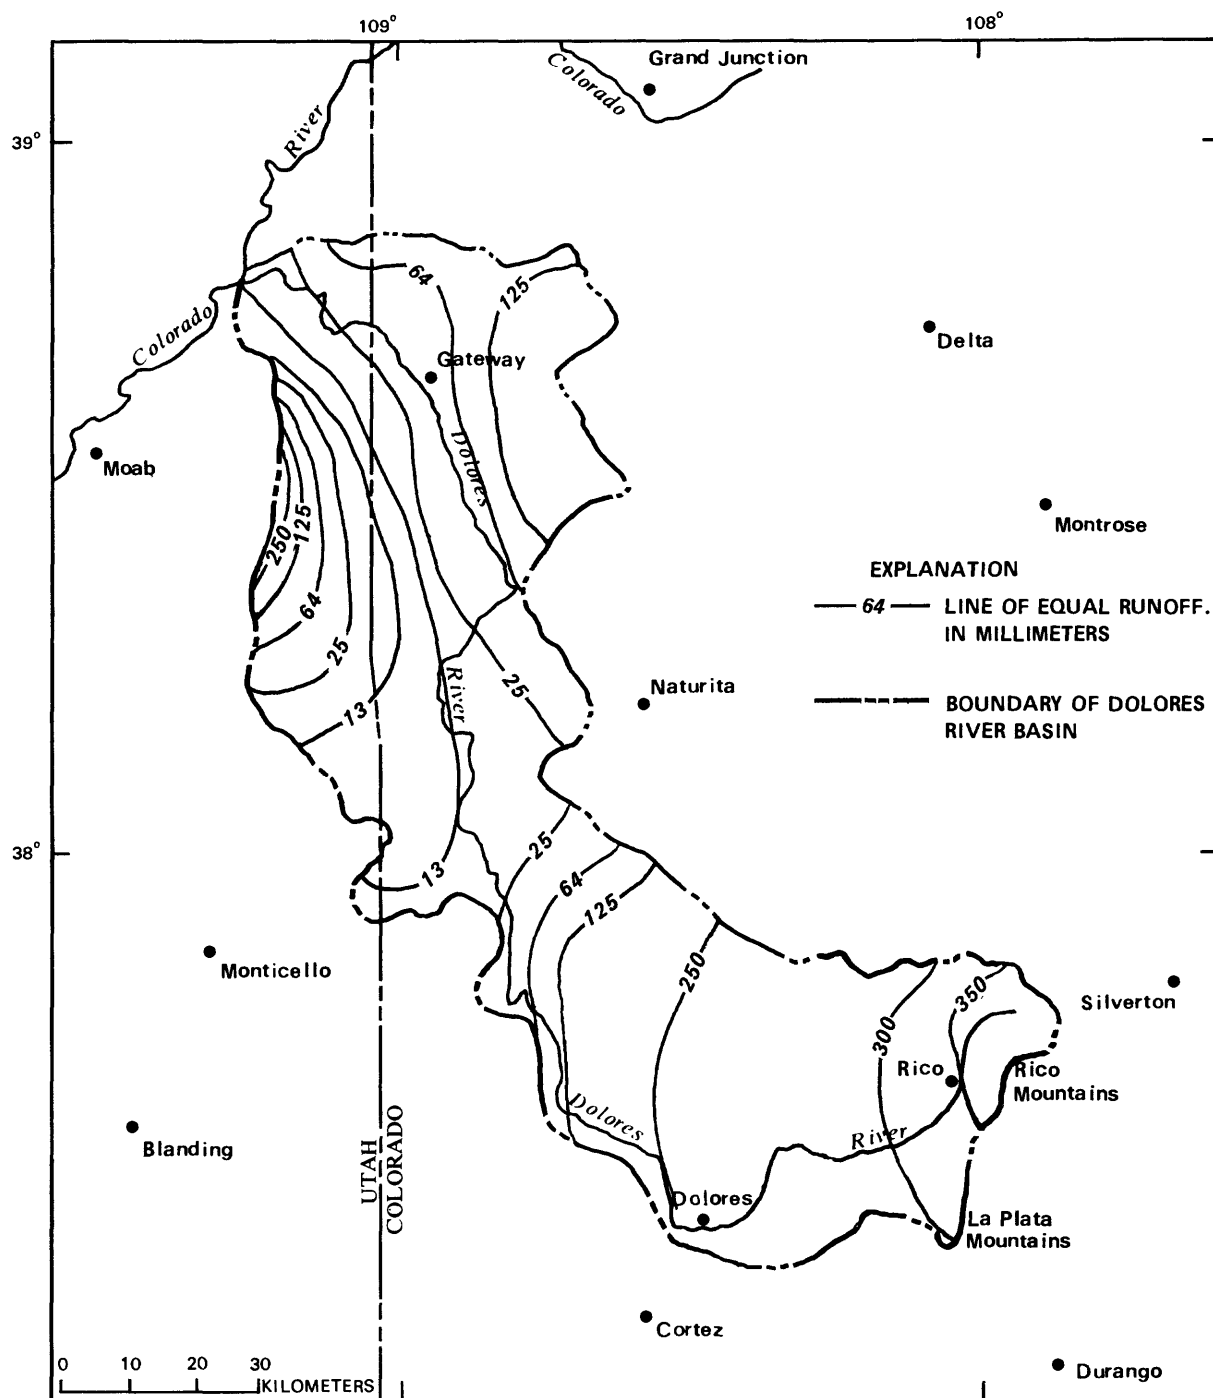 109°
108°
Grand Junction
Colorado
River
39°
64
125
Colorado
Delta
Gateway
Moab
Dolores
Montrose
250
125
EXPLANATION
— 64 — LINE OF EQUAL RUNOFF.
IN MILLIMETERS
64
25
River
25
Naturita
BOUNDARY OF DOLORES
RIVER BASIN
13
38°
25
13
64
125
Monticello
250
350
Silverton
300
Rico
Rico
Mountains
Dolores
River
Blanding
UTAH
COLORADO
Dolores
La Plata
Mountains
Cortez
0 10 20 30
KILOMETERS
Durango